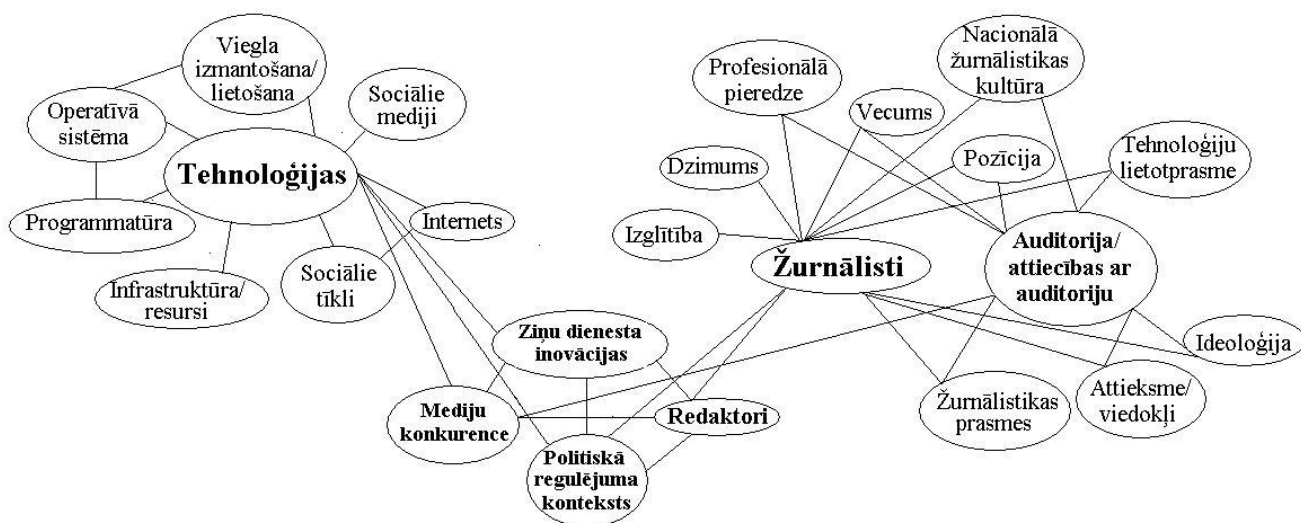 Viegla
izmantošana/
lietošana
Operatīvā
sistēma
Sociālie
mediji
Tehnoloģijas
Programmatūra
Internets
Infrastruktūra/
resursi
Sociālie
tīkli
Profesionālā
pieredze
Nacionālā
žurnālistikas
kultūra
Vecums
Dzimums
Pozīcija
Tehnoloģiju
lietotprasme
Izglītība
Žurnālisti
Auditorija/
attiecības ar
auditoriju
Ziņu dienesta
inovācijas
Ideoloģija
Mediju
konkurence
Redaktori
Žurnālistikas
prasmes
Attieksme/
viedokļi
Politiskā
regulējuma
konteksts